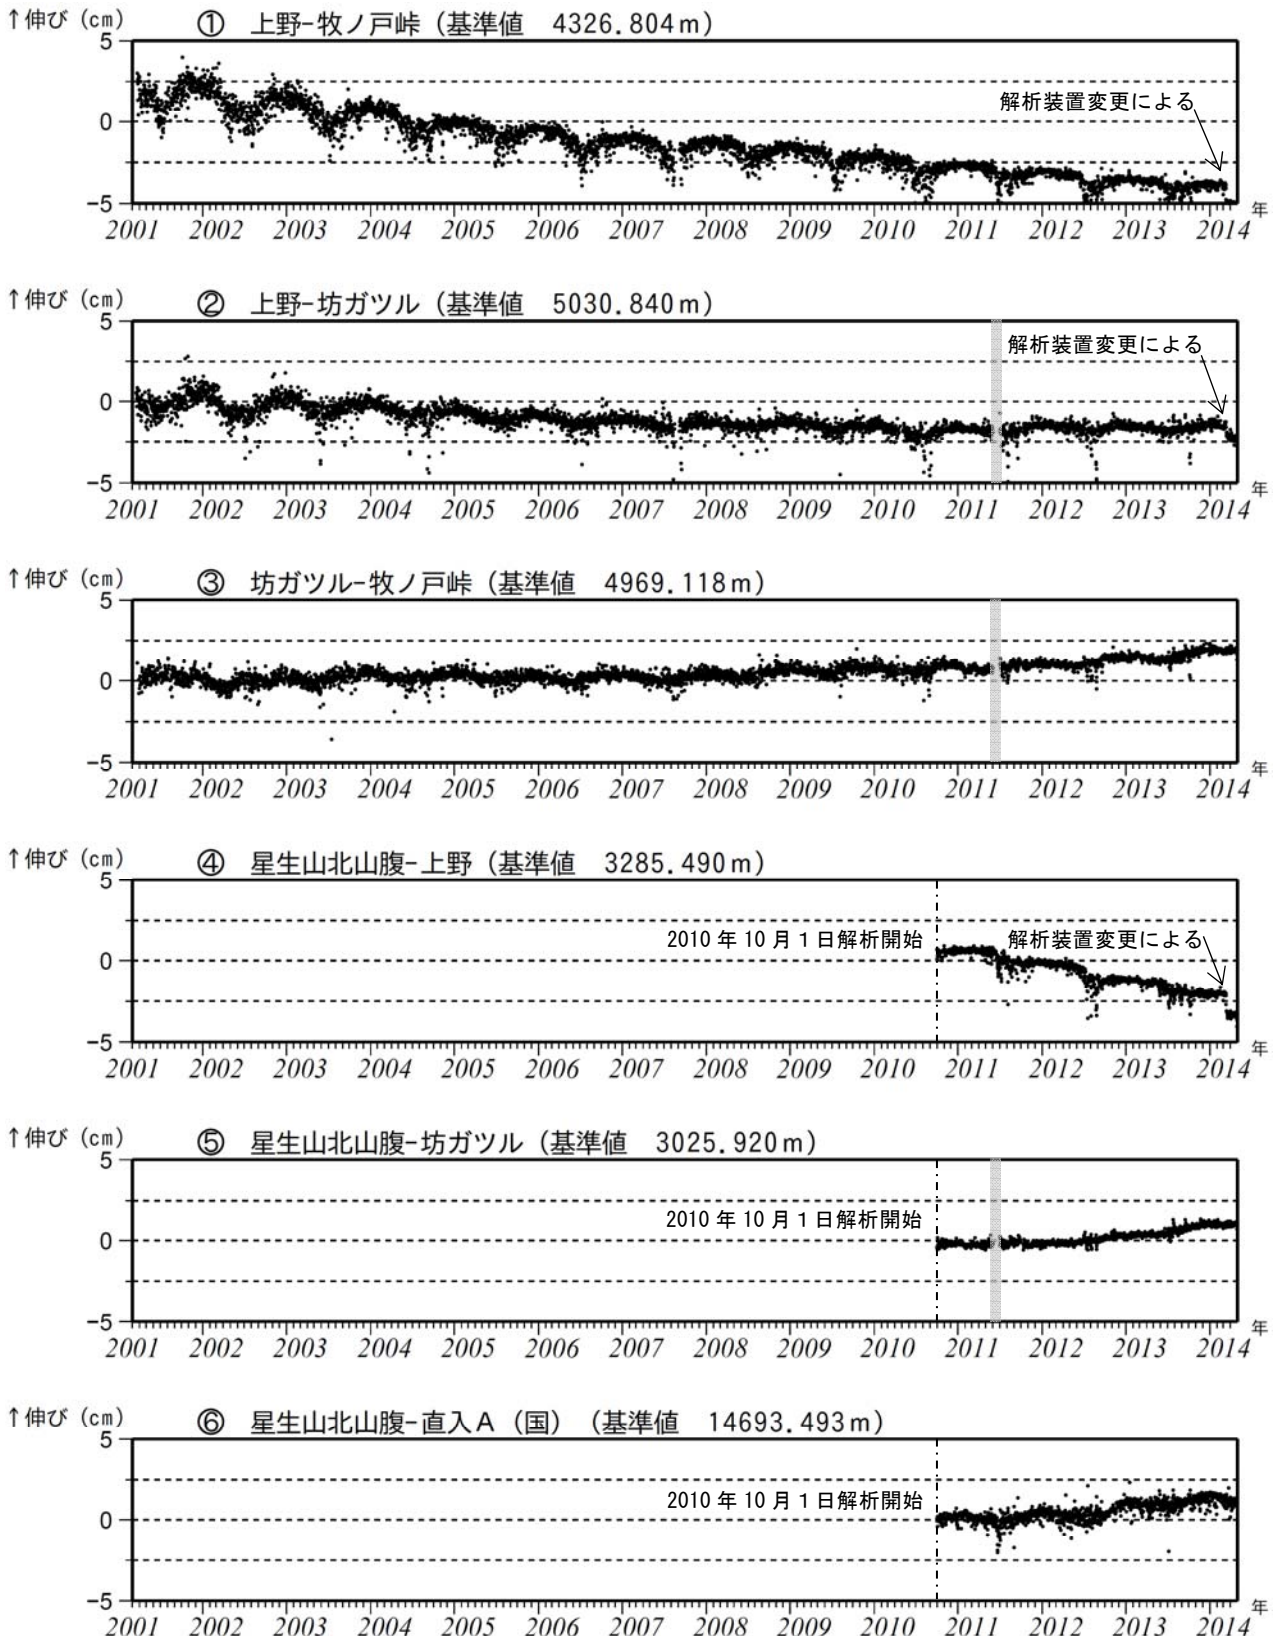 ↑伸び (cm) ① 上野-牧ノ戸峠 (基準値 4326.804m)
5
解析装置変更による
0
-5
2001 2002 2003 2004 2005 2006 2007 2008 2009 2010 2011 2012 2013 2014 年
↑伸び (cm) ② 上野-坊ガツル (基準値 5030.840m)
5
解析装置変更による
0
-5
2001 2002 2003 2004 2005 2006 2007 2008 2009 2010 2011 2012 2013 2014 年
↑伸び (cm) ③ 坊ガツル-牧ノ戸峠 (基準値 4969.118m)
5
0
-5
2001 2002 2003 2004 2005 2006 2007 2008 2009 2010 2011 2012 2013 2014 年
↑伸び (cm) ④ 星生山北山腹-上野 (基準値 3285.490m)
5
2010年10月1日解析開始 解析装置変更による
0
-5
2001 2002 2003 2004 2005 2006 2007 2008 2009 2010 2011 2012 2013 2014 年
↑伸び (cm) ⑤ 星生山北山腹-坊ガツル (基準値 3025.920m)
5
2010年10月1日解析開始
0
-5
2001 2002 2003 2004 2005 2006 2007 2008 2009 2010 2011 2012 2013 2014 年
↑伸び (cm) ⑥ 星生山北山腹-直入A (国) (基準値 14693.493m)
5
2010年10月1日解析開始
0
-5
2001 2002 2003 2004 2005 2006 2007 2008 2009 2010 2011 2012 2013 2014 年